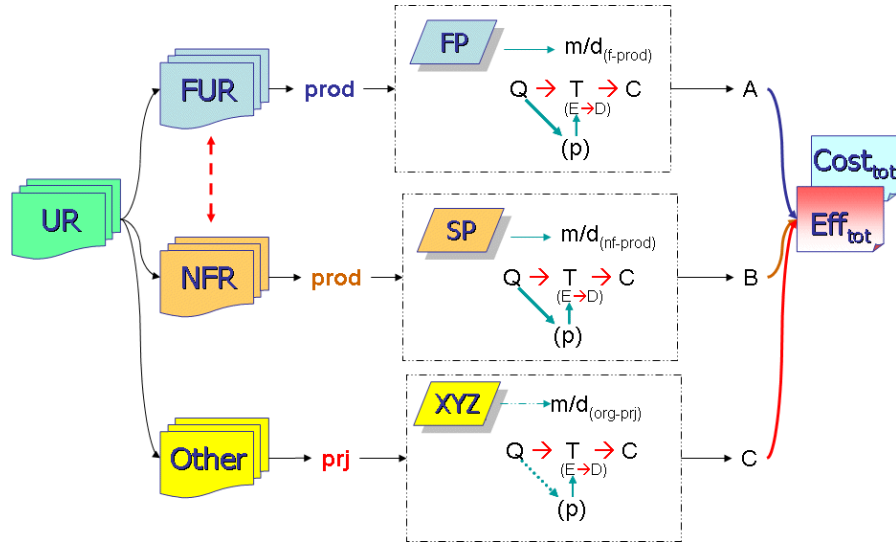 UR
FUR
prod
FP
m/d(f-prod)
Q → T → C
(E→D)
(p)
A
NFR
prod
SP
m/d(nf-prod)
Q → T → C
(E→D)
(p)
B
Other
prj
XYZ
m/d(org-prj)
Q → T → C
(E→D)
(p)
C
Cost tot
Eff tot